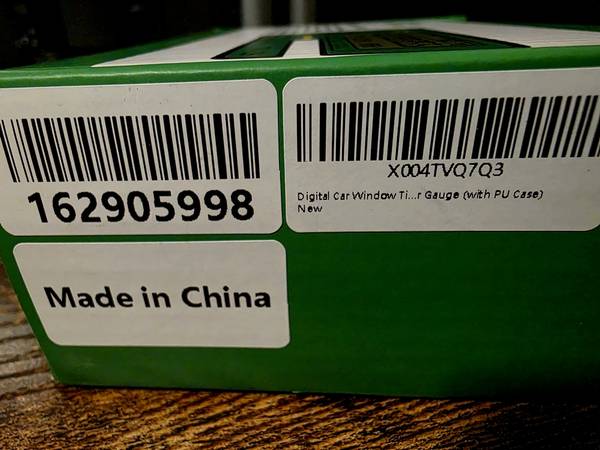 162905998
X004TVQ7Q3
Digital Car Window Ti...r Gauge (with PU Case)
New
Made in China